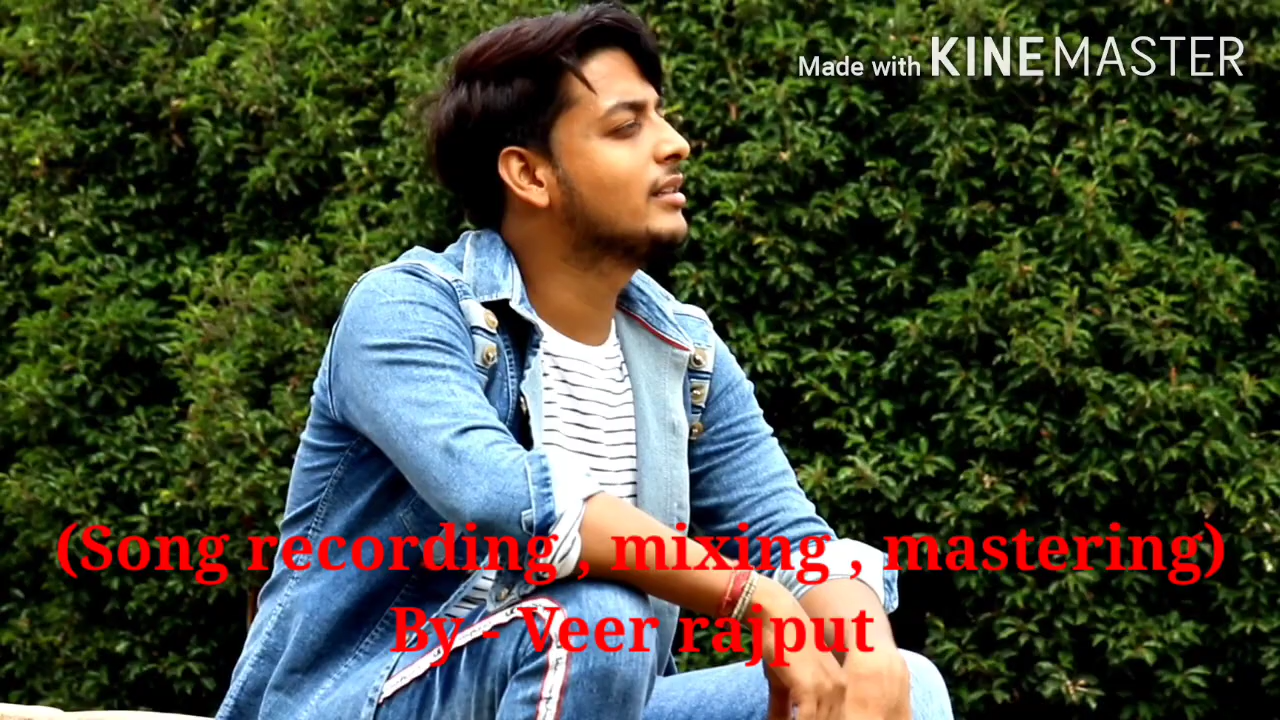 Made with KINEMASTER
(Song recording , mixing , mastering)
By - Veer rajput